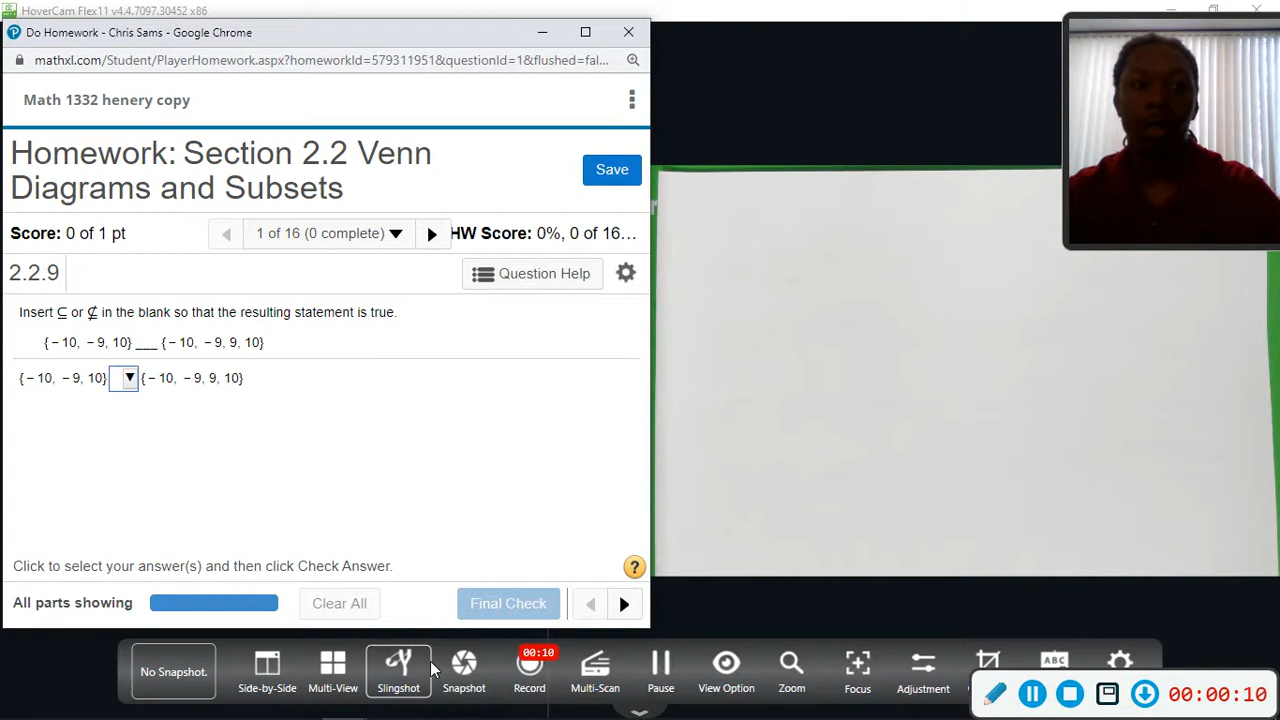 HoverCam Flex11 v4.4.7097.30452 x86
Do Homework - Chris Sams - Google Chrome
mathxl.com/Student/PlayerHomework.aspx?homeworkId=579311951&questionId=1&flushed=fal...
Math 1332 henery copy
Homework: Section 2.2 Venn
Diagrams and Subsets
Save
Score: 0 of 1 pt
1 of 16 (0 complete)
HW Score: 0%, 0 of 16...
2.2.9
Question Help
Insert ⊆ or ⊈ in the blank so that the resulting statement is true.
{ − 10, − 9, 10} ___ { − 10, − 9, 9, 10}
{ − 10, − 9, 10} { − 10, − 9, 9, 10}
Click to select your answer(s) and then click Check Answer.
?
All parts showing
Clear All
Final Check
No Snapshot.
Side-by-Side
Multi-View
Slingshot
Snapshot
00:10
Record
Multi-Scan
Pause
View Option
Zoom
Focus
Adjustment
ABC
00:00:10